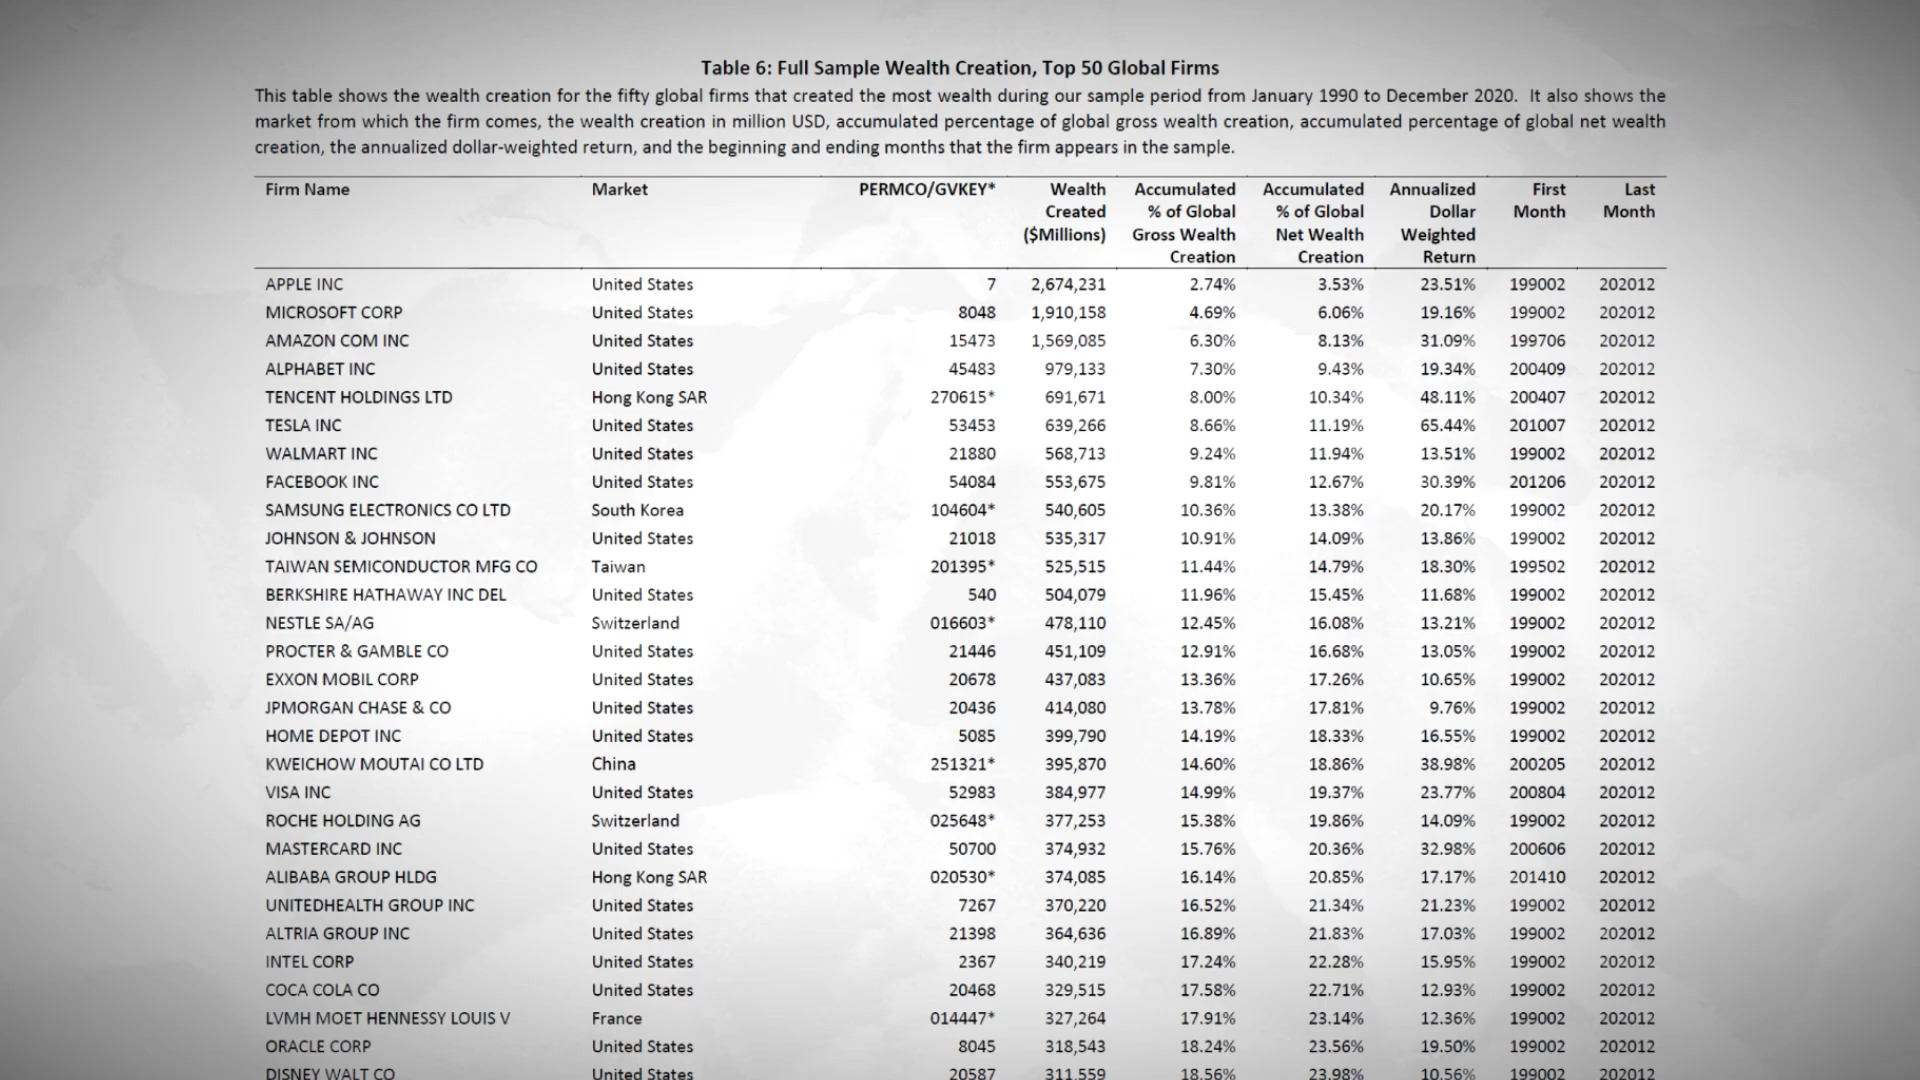 Table 6: Full Sample Wealth Creation, Top 50 Global Firms
This table shows the wealth creation for the fifty global firms that created the most wealth during our sample period from January 1990 to December 2020. It also shows the
market from which the firm comes, the wealth creation in million USD, accumulated percentage of global gross wealth creation, accumulated percentage of global net wealth
creation, the annualized dollar-weighted return, and the beginning and ending months that the firm appears in the sample.
Firm Name Market PERMCO/GVKEY* Wealth Accumulated Accumulated Annualized First Last
Created % of Global % of Global Dollar Month Month
($Millions) Gross Wealth Net Wealth Weighted
Creation Creation Return
APPLE INC United States 7 2,674,231 2.74% 3.53% 23.51% 199002 202012
MICROSOFT CORP United States 8048 1,910,158 4.69% 6.06% 19.16% 199002 202012
AMAZON COM INC United States 15473 1,569,085 6.30% 8.13% 31.09% 199706 202012
ALPHABET INC United States 45483 979,133 7.30% 9.43% 19.34% 200409 202012
TENCENT HOLDINGS LTD Hong Kong SAR 270615* 691,671 8.00% 10.34% 48.11% 200407 202012
TESLA INC United States 53453 639,266 8.66% 11.19% 65.44% 201007 202012
WALMART INC United States 21880 568,713 9.24% 11.94% 13.51% 199002 202012
FACEBOOK INC United States 54084 553,675 9.81% 12.67% 30.39% 201206 202012
SAMSUNG ELECTRONICS CO LTD South Korea 104604* 540,605 10.36% 13.38% 20.17% 199002 202012
JOHNSON & JOHNSON United States 21018 535,317 10.91% 14.09% 13.86% 199002 202012
TAIWAN SEMICONDUCTOR MFG CO Taiwan 201395* 525,515 11.44% 14.79% 18.30% 199502 202012
BERKSHIRE HATHAWAY INC DEL United States 540 504,079 11.96% 15.45% 11.68% 199002 202012
NESTLE SA/AG Switzerland 016603* 478,110 12.45% 16.08% 13.21% 199002 202012
PROCTER & GAMBLE CO United States 21446 451,109 12.91% 16.68% 13.05% 199002 202012
EXXON MOBIL CORP United States 20678 437,083 13.36% 17.26% 10.65% 199002 202012
JPMORGAN CHASE & CO United States 20436 414,080 13.78% 17.81% 9.76% 199002 202012
HOME DEPOT INC United States 5085 399,790 14.19% 18.33% 16.55% 199002 202012
KWEICHOW MOUTAI CO LTD China 251321* 395,870 14.60% 18.86% 38.98% 200205 202012
VISA INC United States 52983 384,977 14.99% 19.37% 23.77% 200804 202012
ROCHE HOLDING AG Switzerland 025648* 377,253 15.38% 19.86% 14.09% 199002 202012
MASTERCARD INC United States 50700 374,932 15.76% 20.36% 32.98% 200606 202012
ALIBABA GROUP HLDG Hong Kong SAR 020530* 374,085 16.14% 20.85% 17.17% 201410 202012
UNITEDHEALTH GROUP INC United States 7267 370,220 16.52% 21.34% 21.23% 199002 202012
ALTRIA GROUP INC United States 21398 364,636 16.89% 21.83% 17.03% 199002 202012
INTEL CORP United States 2367 340,219 17.24% 22.28% 15.95% 199002 202012
COCA COLA CO United States 20468 329,515 17.58% 22.71% 12.93% 199002 202012
LVMH MOET HENNESSY LOUIS V France 014447* 327,264 17.91% 23.14% 12.36% 199002 202012
ORACLE CORP United States 8045 318,543 18.24% 23.56% 19.50% 199002 202012
DISNEY WALT CO United States 20587 311,559 18.56% 23.98% 10.56% 199002 202012